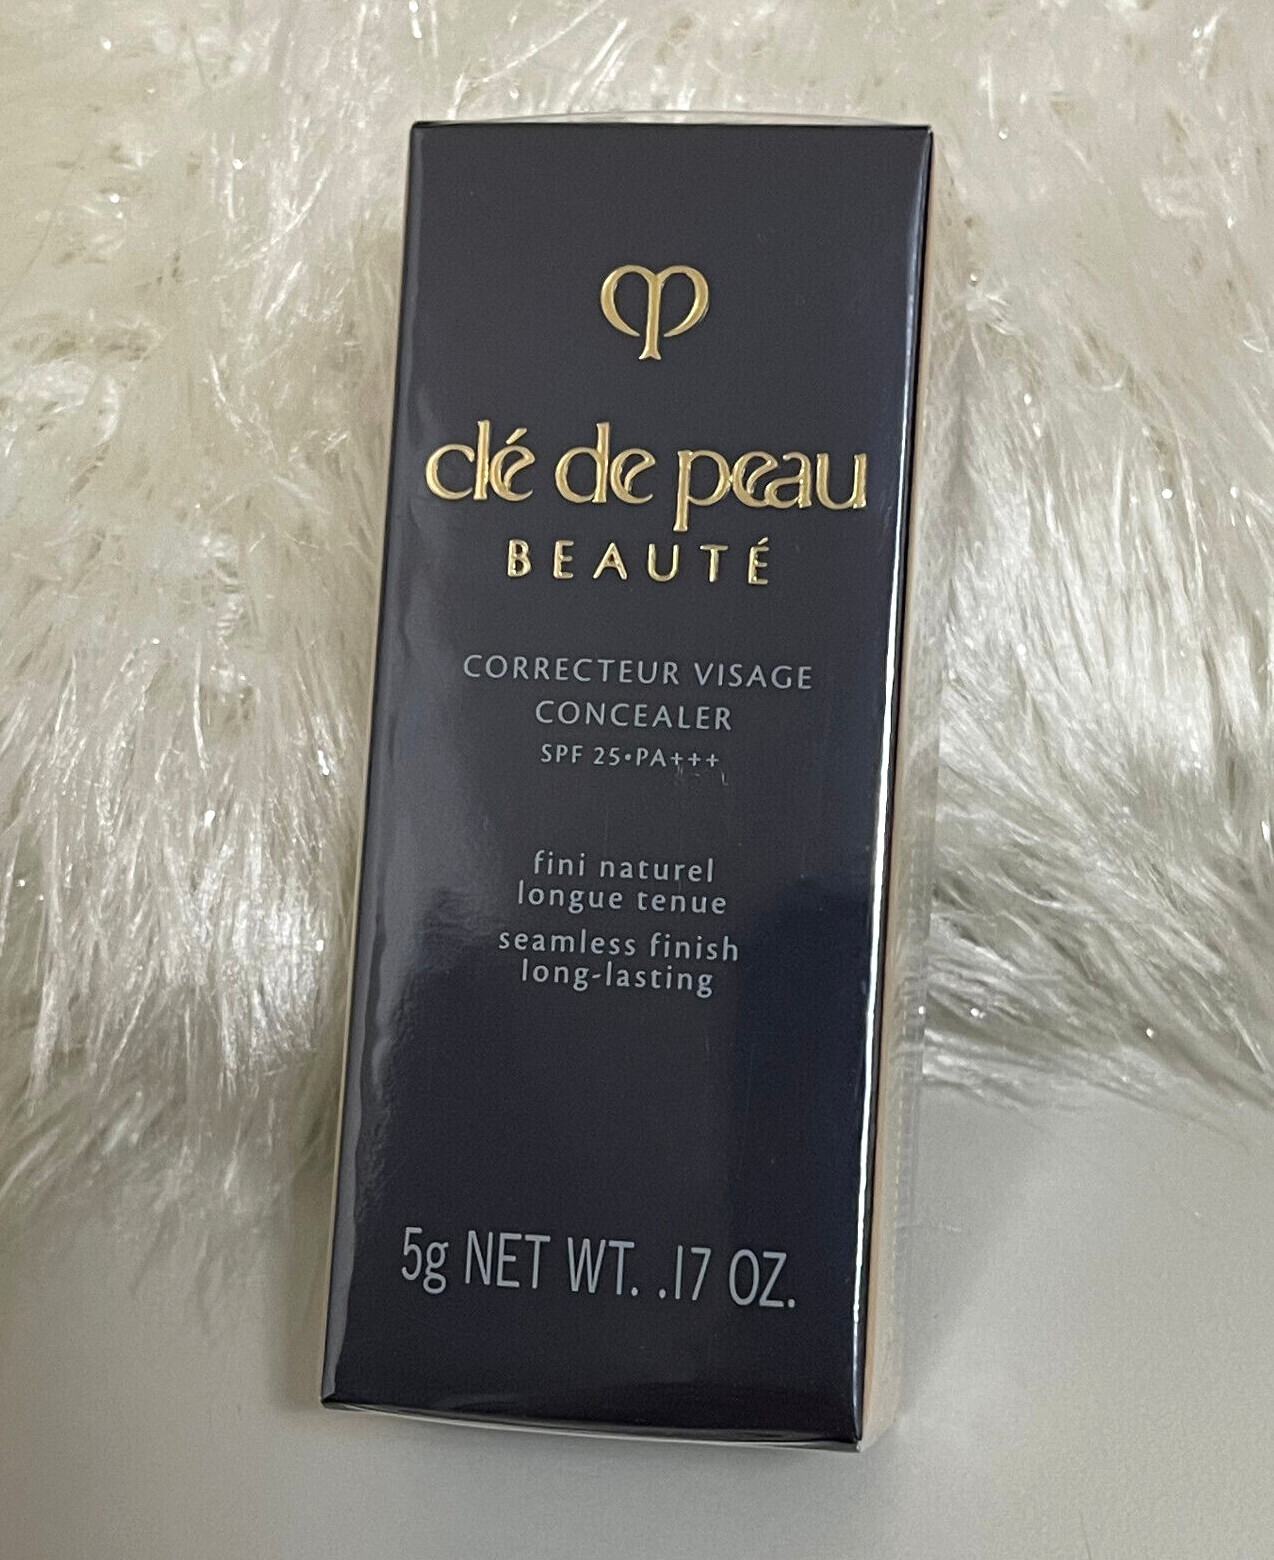 clé de peau
BEAUTÉ
CORRECTEUR VISAGE
CONCEALER
SPF 25•PA+++
fini naturel
longue tenue
seamless finish
long-lasting
5g NET WT. .17 OZ.